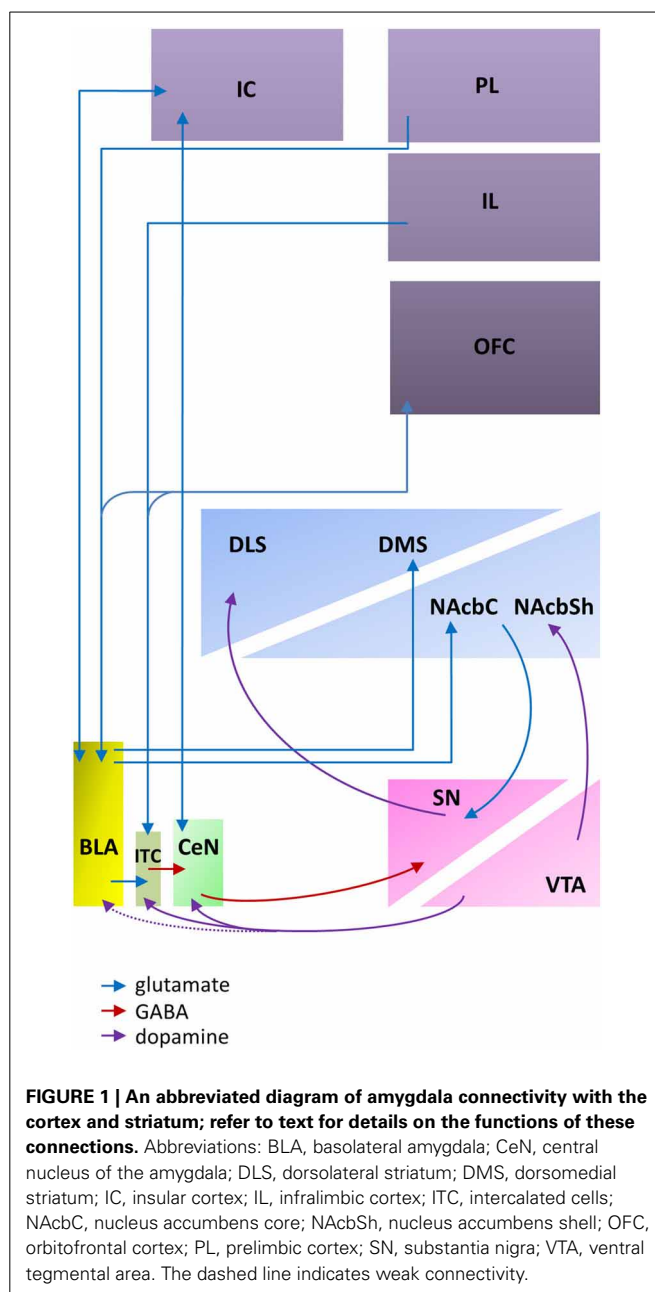 IC
PL
IL
OFC
DLS
DMS
NAcbC
NAcbSh
SN
BLA
ITC
CeN
VTA
glutamate
GABA
dopamine
FIGURE 1 | An abbreviated diagram of amygdala connectivity with the
cortex and striatum; refer to text for details on the functions of these
connections. Abbreviations: BLA, basolateral amygdala; CeN, central
nucleus of the amygdala; DLS, dorsolateral striatum; DMS, dorsomedial
striatum; IC, insular cortex; IL, infralimbic cortex; ITC, intercalated cells;
NAcbC, nucleus accumbens core; NAcbSh, nucleus accumbens shell; OFC,
orbitofrontal cortex; PL, prelimbic cortex; SN, substantia nigra; VTA, ventral
tegmental area. The dashed line indicates weak connectivity.